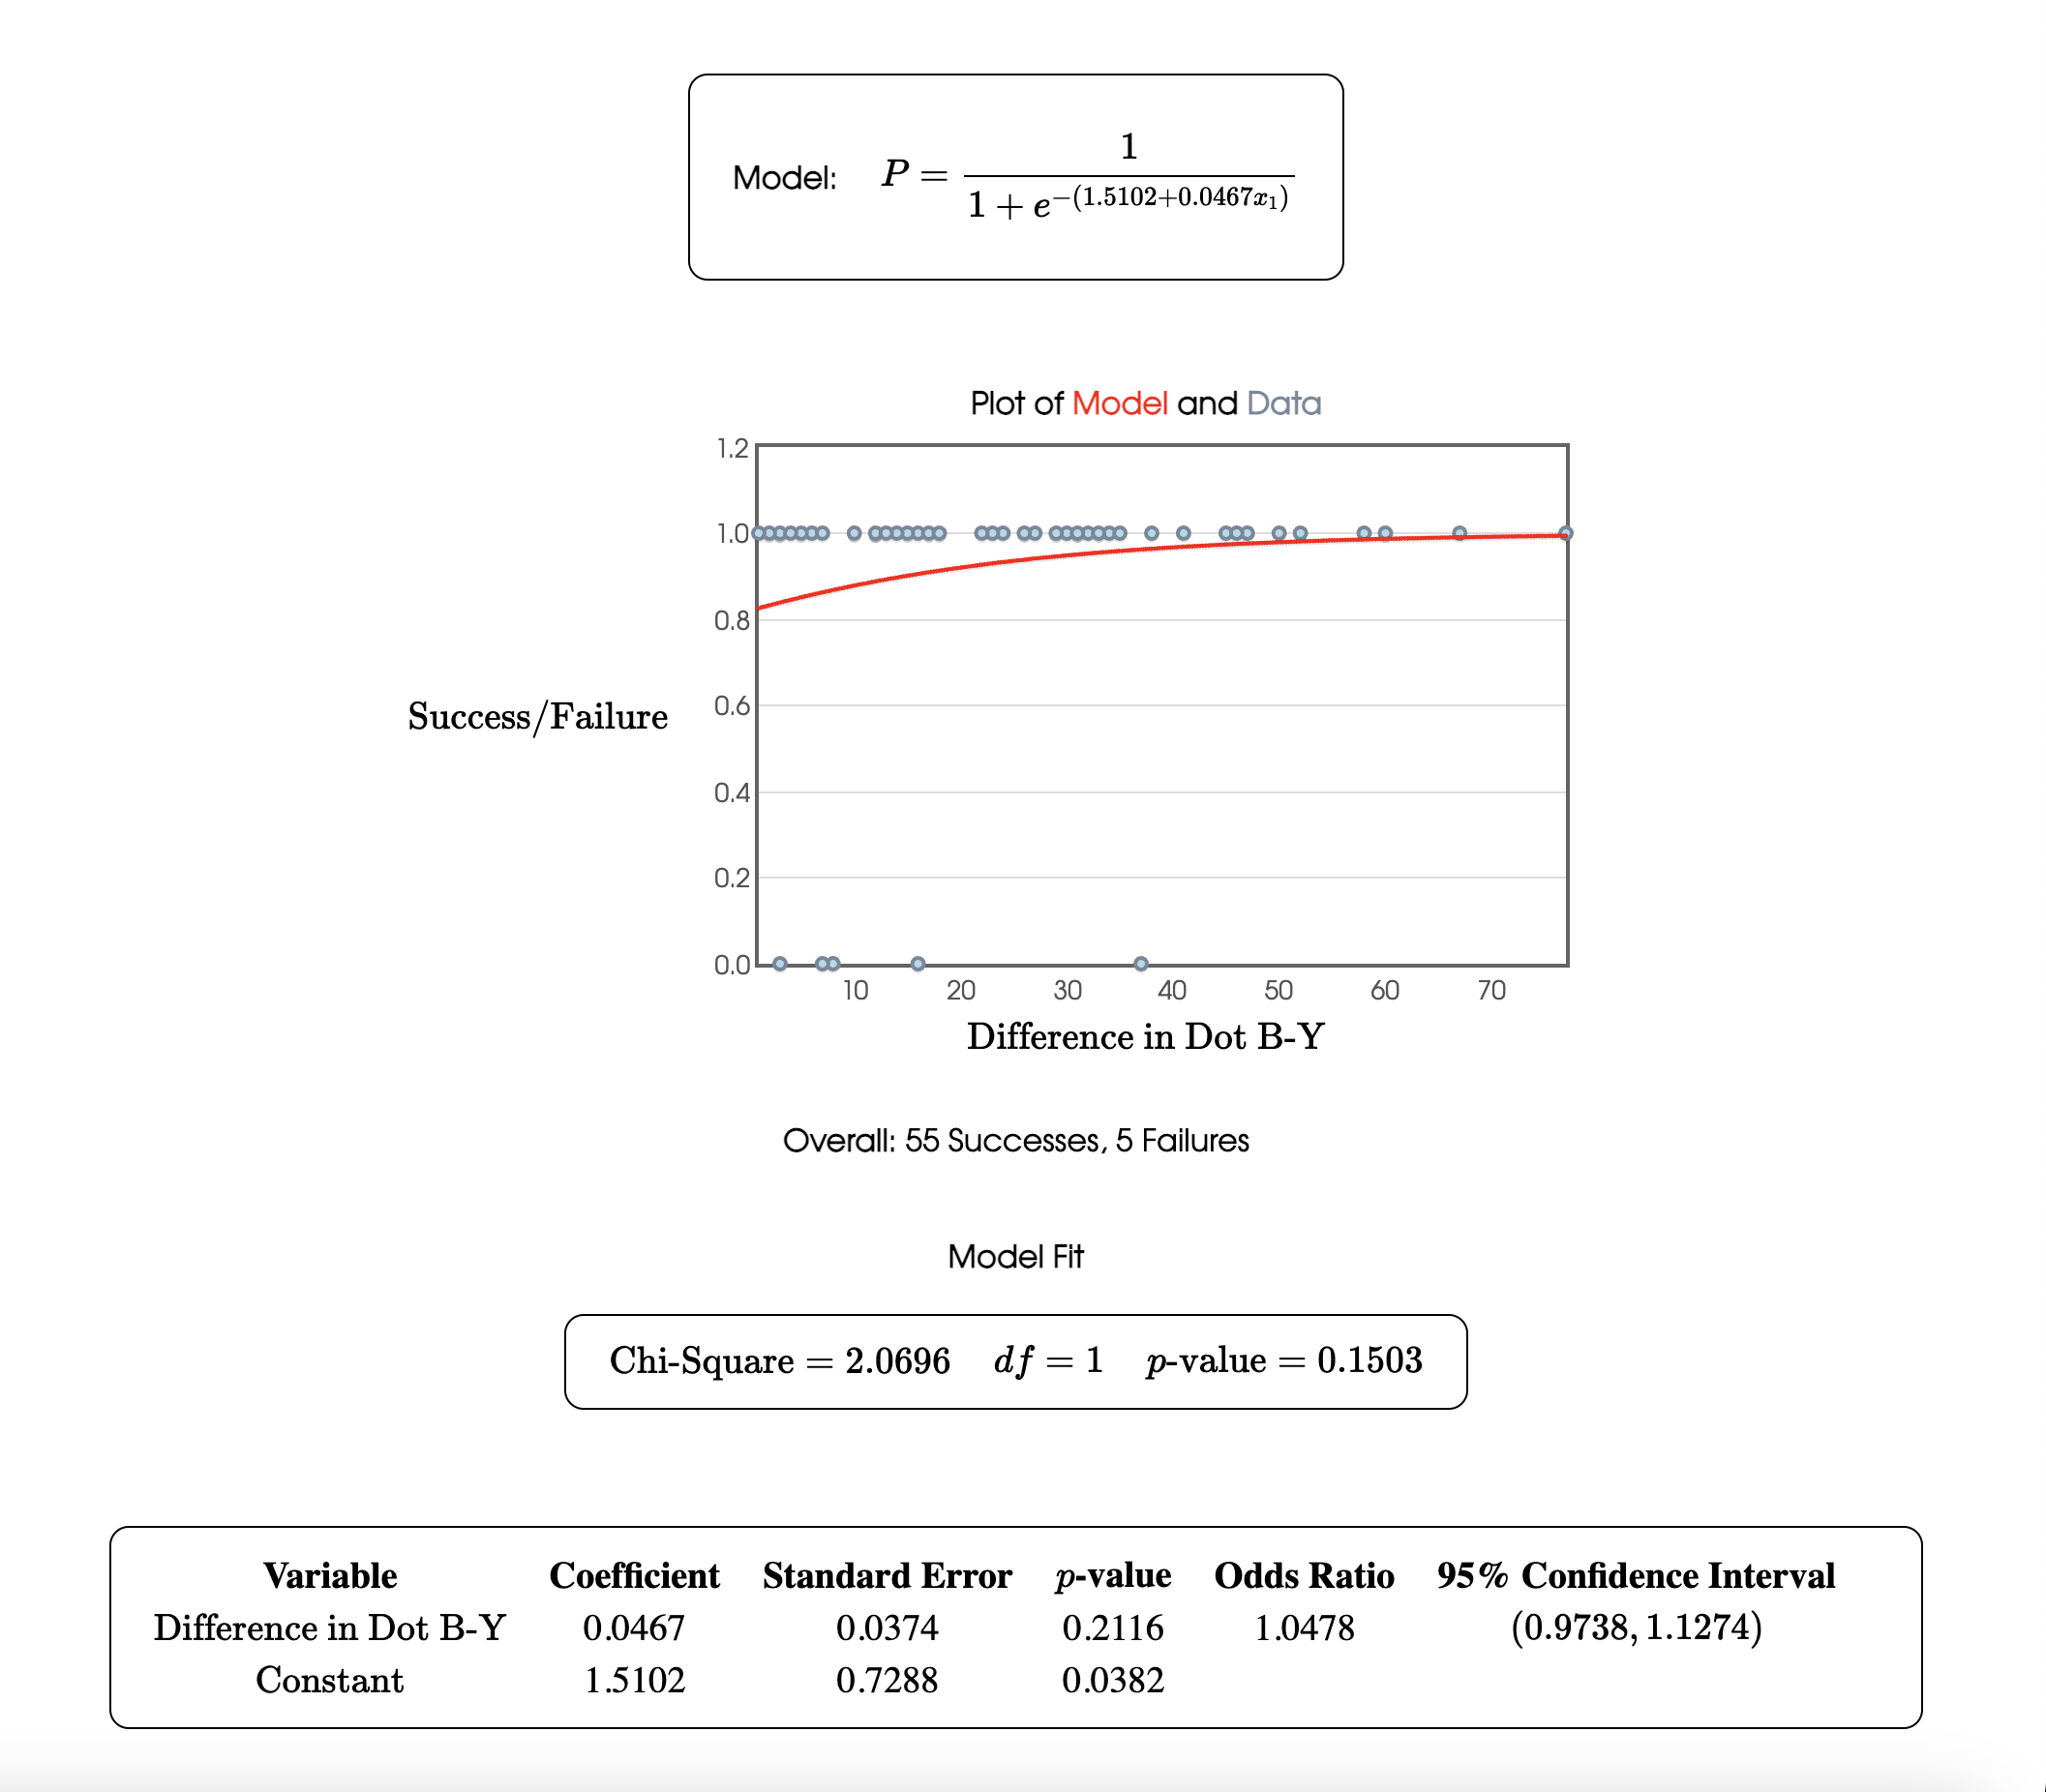 Model: P = 1 / (1 + e^−(1.5102+0.0467x₁))
Plot of Model and Data
1.2
1.0
0.8
0.6
Success/Failure
0.4
0.2
0.0
10 20 30 40 50 60 70
Difference in Dot B-Y
Overall: 55 Successes, 5 Failures
Model Fit
Chi-Square = 2.0696 df = 1 p-value = 0.1503
Variable Coefficient Standard Error p-value Odds Ratio 95% Confidence Interval
Difference in Dot B-Y 0.0467 0.0374 0.2116 1.0478 (0.9738, 1.1274)
Constant 1.5102 0.7288 0.0382